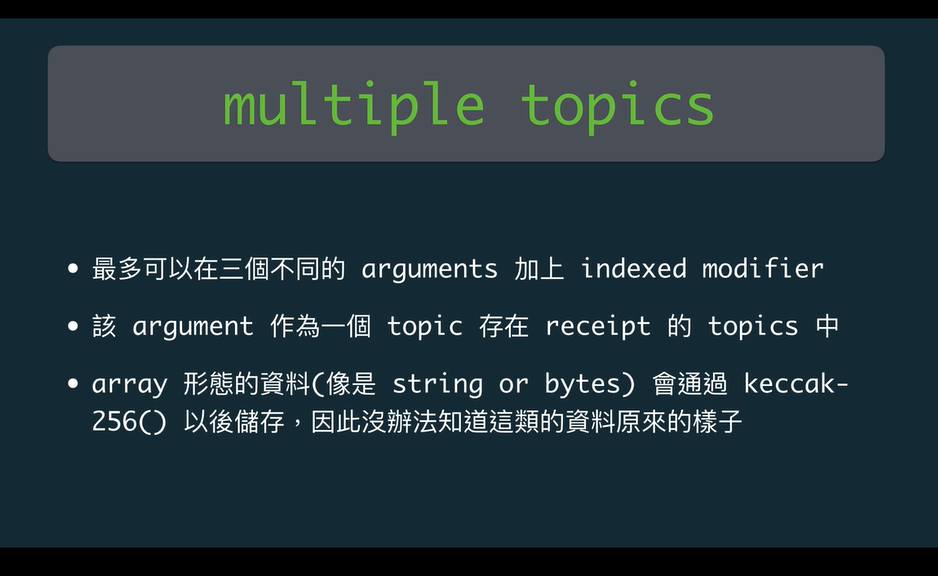 multiple topics
最多可以在三個不同的 arguments 加上 indexed modifier
該 argument 作為一個 topic 存在 receipt 的 topics 中
array 形態的資料(像是 string or bytes) 會通過 keccak-
256() 以後儲存，因此沒辦法知道這類的資料原來的樣子